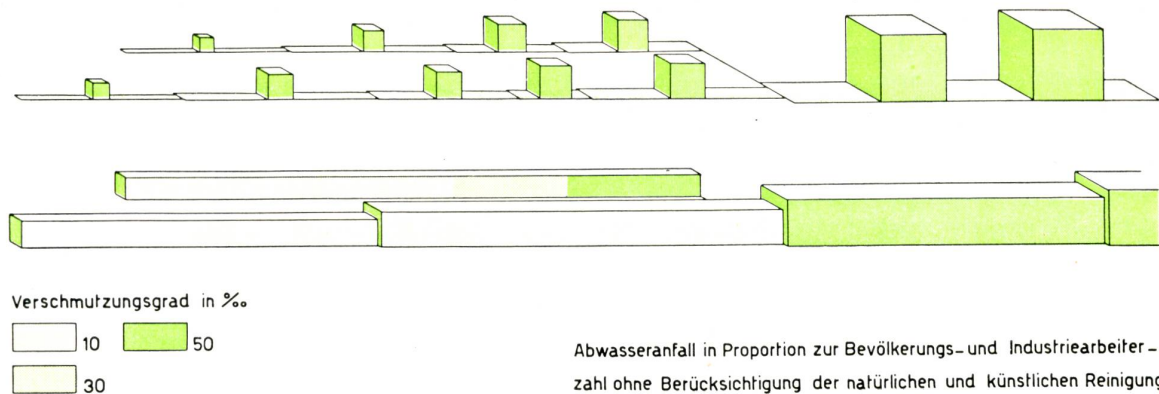 Verschmutzungsgrad in ‰
10
50
30
Abwasseranfall in Proportion zur Bevölkerungs- und Industriearbeiter-
zahl ohne Berücksichtigung der natürlichen und künstlichen Reinigung